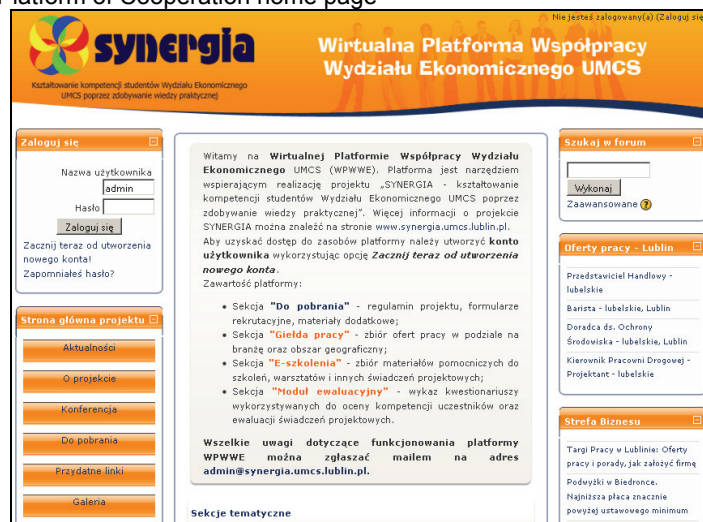 Platform of Cooperation home page
Nie jesteś zalogowany(a) (Zaloguj się
synergia
Kształtowanie kompetencji studentów Wydziału Ekonomicznego
UMCS poprzez zdobywanie wiedzy praktycznej
Wirtualna Platforma Współpracy
Wydziału Ekonomicznego UMCS
Zaloguj się
Nazwa użytkownika
admin
Hasło
Zaloguj się
Zacznij teraz od utworzenia
nowego konta!
Zapomniałeś hasło?
Strona główna projektu
Aktualności
O projekcie
Konferencja
Do pobrania
Przydatne linki
Galeria
Witamy na Wirtualnej Platformie Współpracy Wydziału
Ekonomicznego UMCS (WPWWE). Platforma jest narzędziem
wspierającym realizację projektu „SYNERGIA - kształtowanie
kompetencji studentów Wydziału Ekonomicznego UMCS poprzez
zdobywanie wiedzy praktycznej". Więcej informacji o projekcie
SYNERGIA można znaleźć na stronie www.synergia.umcs.lublin.pl.
Aby uzyskać dostęp do zasobów platformy należy utworzyć konto
użytkownika wykorzystując opcję Zacznij teraz od utworzenia
nowego konta.
Zawartość platformy:
• Sekcja "Do pobrania" - regulamin projektu, formularze
rekrutacyjne, materiały dodatkowe;
• Sekcja "Giełda pracy" - zbiór ofert pracy w podziale na
branżę oraz obszar geograficzny;
• Sekcja "E-szkolenia" - zbiór materiałów pomocniczych do
szkoleń, warsztatów i innych świadczeń projektowych;
• Sekcja "Moduł ewaluacyjny" - wykaz kwestionariuszy
wykorzystywanych do oceny kompetencji uczestników oraz
ewaluacji świadczeń projektowych.
Wszelkie uwagi dotyczące funkcjonowania platformy
WPWWE można zgłaszać mailem na adres
admin@synergia.umcs.lublin.pl.
Sekcje tematyczne
Szukaj w forum
Wykonaj
Zaawansowane ?
Oferty pracy - Lublin
Przedstawiciel Handlowy -
lubelskie
Barista - lubelskie, Lublin
Doradca ds. Ochrony
Środowiska - lubelskie, Lublin
Kierownik Pracowni Drogowej -
Projektant - lubelskie
Strefa Biznesu
Targi Pracy w Lublinie: Oferty
pracy i porady, jak założyć firmę
Podwyżki w Biedronce.
Najniższa płaca znacznie
powyżej ustawowego minimum